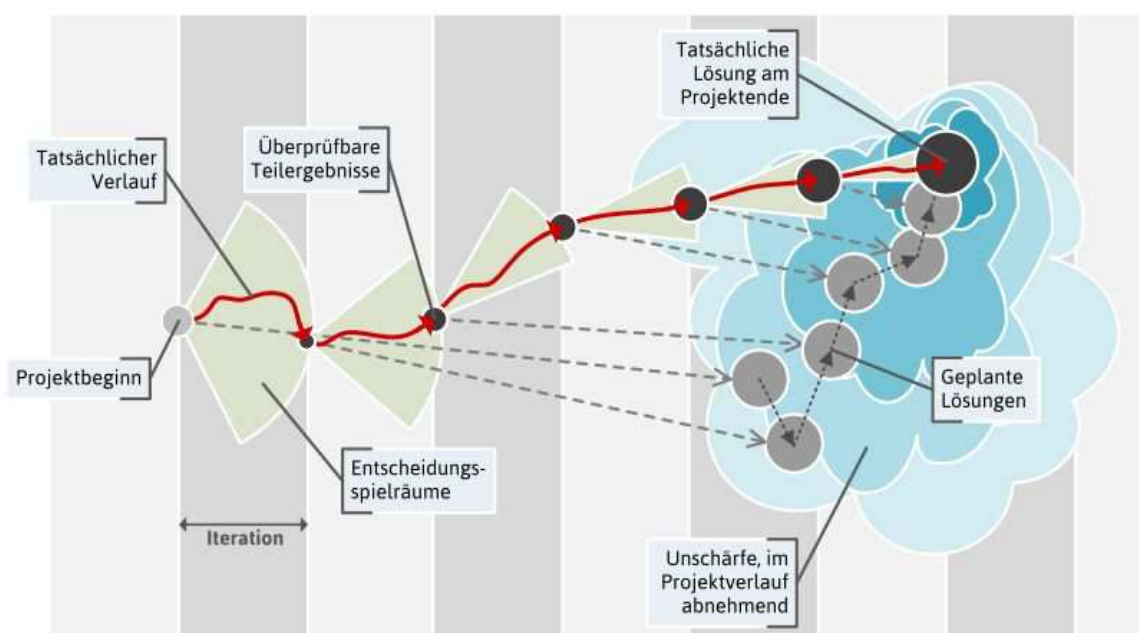 Tatsächliche
Lösung am
Projektende
Überprüfbare
Teilergebnisse
Tatsächlicher
Verlauf
Projektbeginn
Geplante
Lösungen
Entscheidungs-
spielräume
Iteration
Unschärfe, im
Projektverlauf
abnehmend